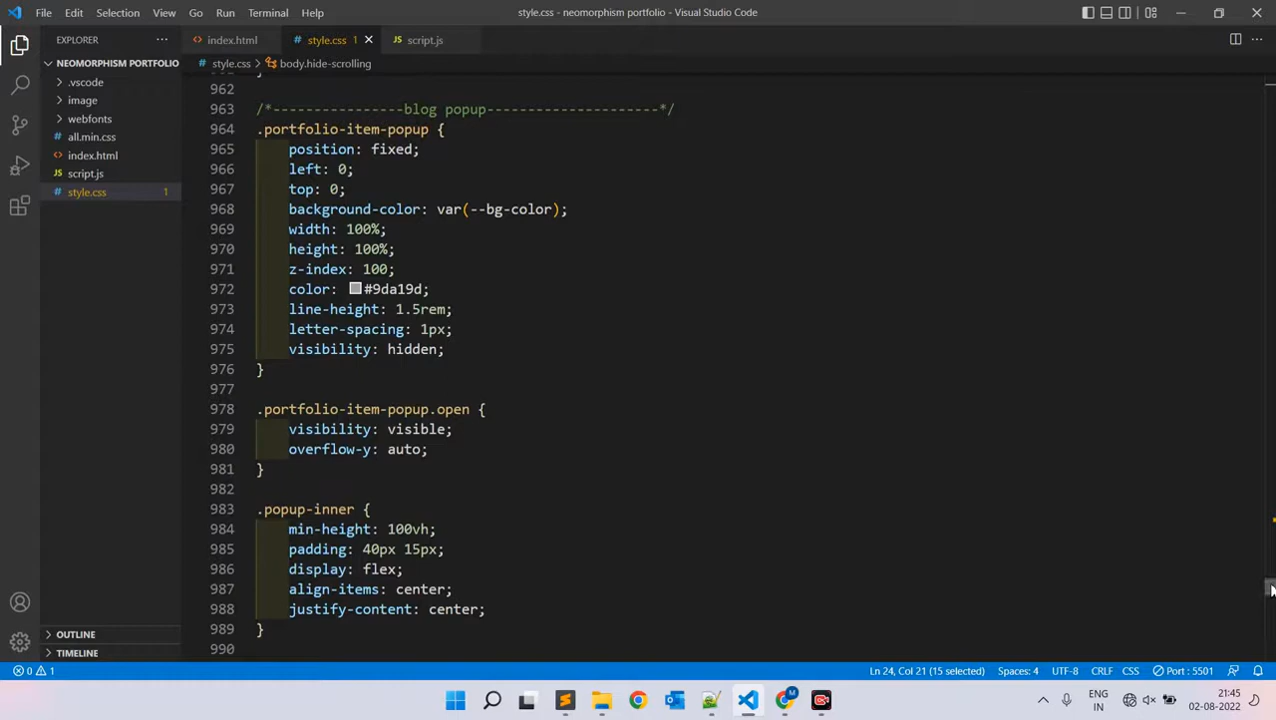 File Edit Selection View Go Run Terminal Help
style.css - neomorphism portfolio - Visual Studio Code
EXPLORER
index.html style.css 1 script.js
NEOMORPHISM PORTFOLIO
style.css > body.hide-scrolling
.vscode
image
webfonts
all.min.css
index.html
script.js
style.css 1
962
963 /*----------------blog popup---------------------*/
964 .portfolio-item-popup {
965 position: fixed;
966 left: 0;
967 top: 0;
968 background-color: var(--bg-color);
969 width: 100%;
970 height: 100%;
971 z-index: 100;
972 color: #9da19d;
973 line-height: 1.5rem;
974 letter-spacing: 1px;
975 visibility: hidden;
976 }
977
978 .portfolio-item-popup.open {
979 visibility: visible;
980 overflow-y: auto;
981 }
982
983 .popup-inner {
984 min-height: 100vh;
985 padding: 40px 15px;
986 display: flex;
987 align-items: center;
988 justify-content: center;
989 }
990
OUTLINE
TIMELINE
0 1
Ln 24, Col 21 (15 selected) Spaces: 4 UTF-8 CRLF CSS Port : 5501
ENG
IN
21:45
02-08-2022